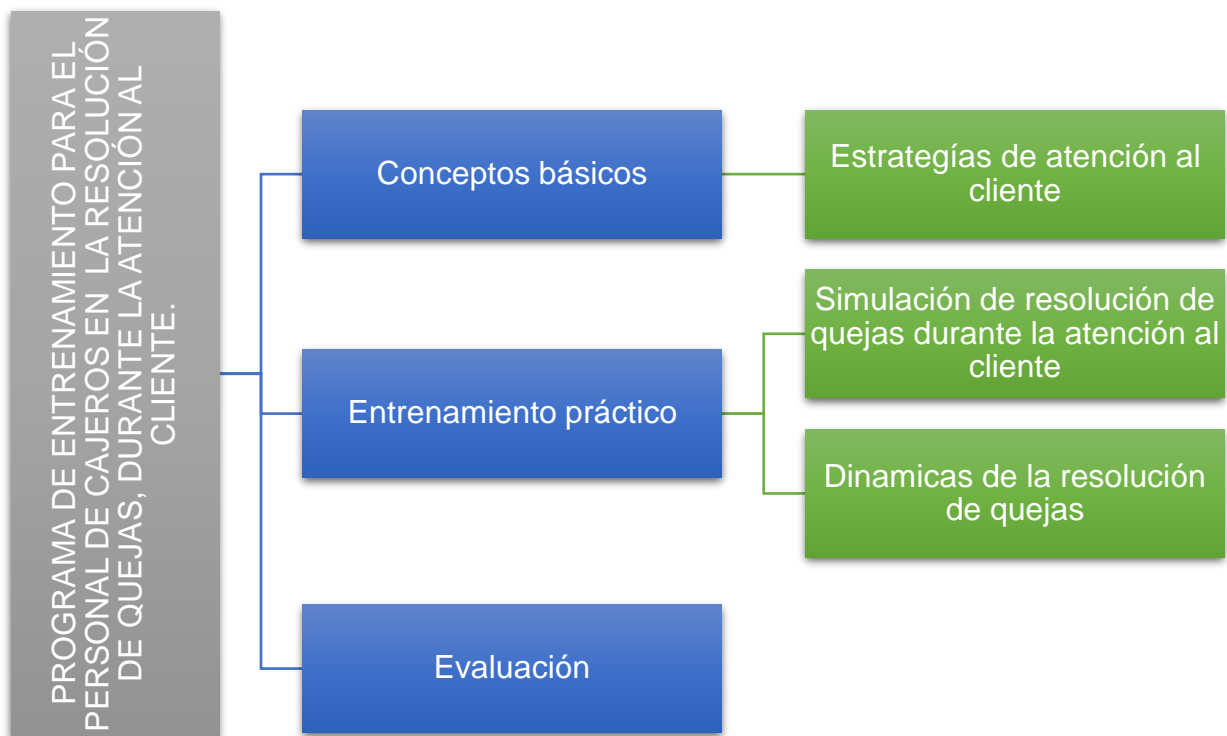 PROGRAMA DE ENTRENAMIENTO PARA EL
PERSONAL DE CAJEROS EN LA RESOLUCIÓN
DE QUEJAS, DURANTE LA ATENCIÓN AL
CLIENTE.
Conceptos básicos
Estrategías de atención al
cliente
Entrenamiento práctico
Simulación de resolución de
quejas durante la atención al
cliente
Dinamicas de la resolución
de quejas
Evaluación